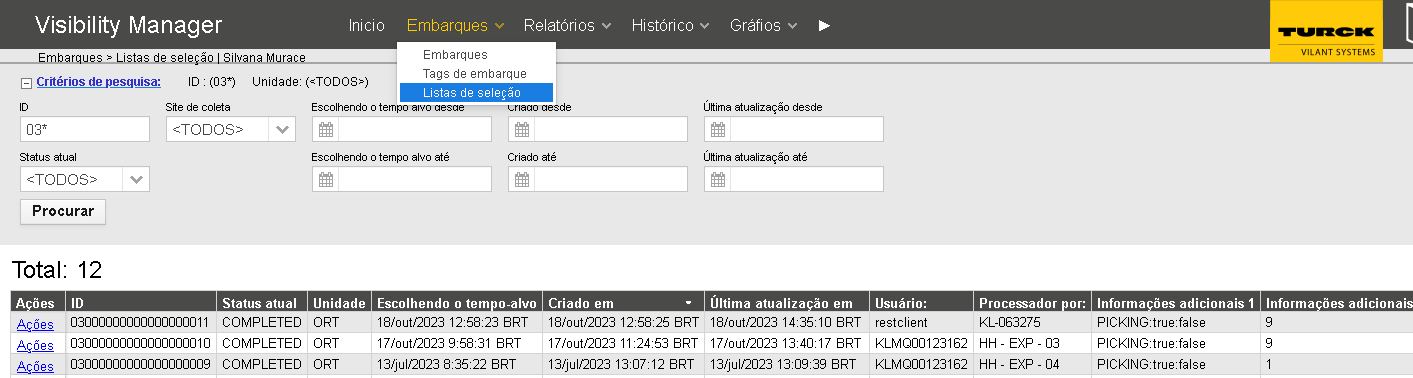 Visibility Manager
Inicio Embarques Relatórios Histórico Gráfios
TURCK
VILANT SYSTEMS
Embarques
Tags de embarque
Listas de seleção
Embarques > Listas de seleção | Silvana Murace
Critérios de pesquisa: ID : (03*) Unidade: (<TODOS>)
ID Site de coleta Escolhendo o tempo alvo desde Criado desde Última atualização desde
03* <TODOS>
Status atual Escolhendo o tempo alvo até Criado até Última atualização até
<TODOS>
Procurar
Total: 12
Ações ID Status atual Unidade Escolhendo o tempo-alvo Criado em Última atualização em Usuário: Processador por: Informações adicionais 1 Informações adicionais
Ações 03000000000000000011 COMPLETED ORT 18/out/2023 12:58:23 BRT 18/out/2023 12:58:25 BRT 18/out/2023 14:35:10 BRT restclient KL-063275 PICKING:true:false 9
Ações 03000000000000000010 COMPLETED ORT 17/out/2023 9:58:31 BRT 17/out/2023 11:24:53 BRT 17/out/2023 13:40:17 BRT KLMQ00123162 HH - EXP - 03 PICKING:true:false 9
Ações 03000000000000000009 COMPLETED ORT 13/jul/2023 8:35:22 BRT 13/jul/2023 13:07:12 BRT 13/jul/2023 13:09:39 BRT KLMQ00123162 HH - EXP - 04 PICKING:true:false 1